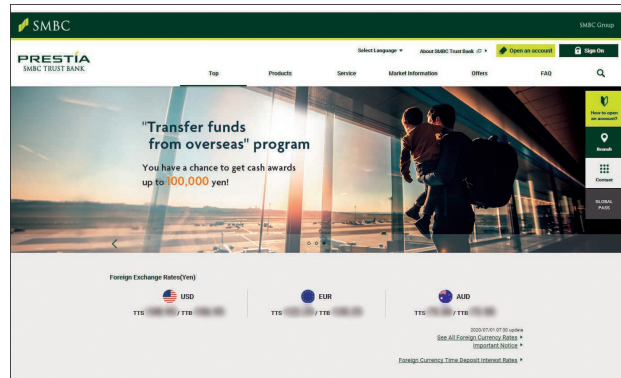 SMBC
SMBC Group
PRESTÍA
SMBC TRUST BANK
Select Language ▼
About SMBC Trust Bank
Open an account
Sign On
Top
Products
Service
Market Information
Offers
FAQ
"Transfer funds
from overseas" program
You have a chance to get cash awards
up to 100,000 yen!
How to open
an account?
Branch
Contact
GLOBAL
PASS
Foreign Exchange Rates(Yen)
USD
TTS / TTB
EUR
TTS / TTB
AUD
TTS / TTB
2020/07/01 07:00 update
See All Foreign Currency Rates
Important Notice
Foreign Currency Time Deposit Interest Rates